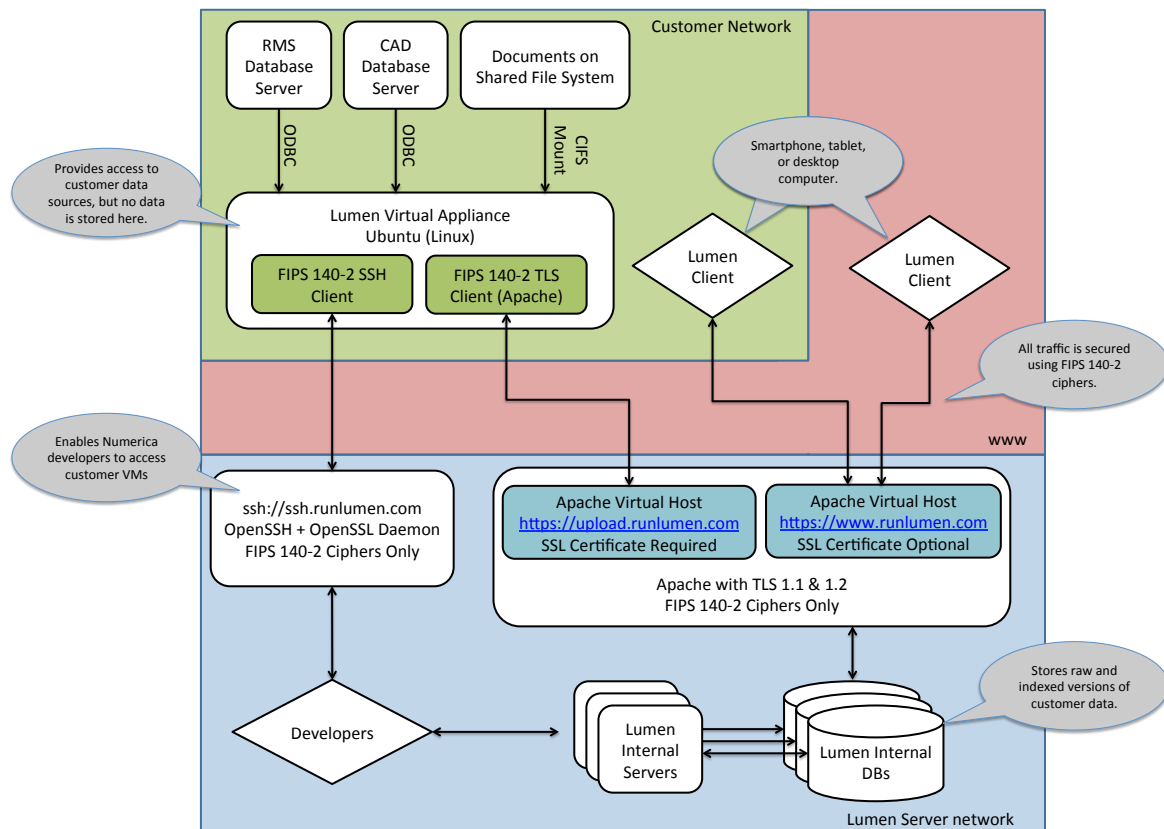 Customer Network
RMS
Database
Server
CAD
Database
Server
Documents on
Shared File System
ODBC
ODBC
CIFS
Mount
Provides access to
customer data
sources, but no data
is stored here.
Smartphone, tablet,
or desktop
computer.
Lumen Virtual Appliance
Ubuntu (Linux)
FIPS 140-2 SSH
Client
FIPS 140-2 TLS
Client (Apache)
Lumen
Client
Lumen
Client
All traffic is secured
using FIPS 140-2
ciphers.
www
Enables Numerica
developers to access
customer VMs
ssh://ssh.runlumen.com
OpenSSH + OpenSSL Daemon
FIPS 140-2 Ciphers Only
Apache Virtual Host
https://upload.runlumen.com
SSL Certificate Required
Apache Virtual Host
https://www.runlumen.com
SSL Certificate Optional
Apache with TLS 1.1 & 1.2
FIPS 140-2 Ciphers Only
Stores raw and
indexed versions of
customer data.
Developers
Lumen
Internal
Servers
Lumen Internal
DBs
Lumen Server network